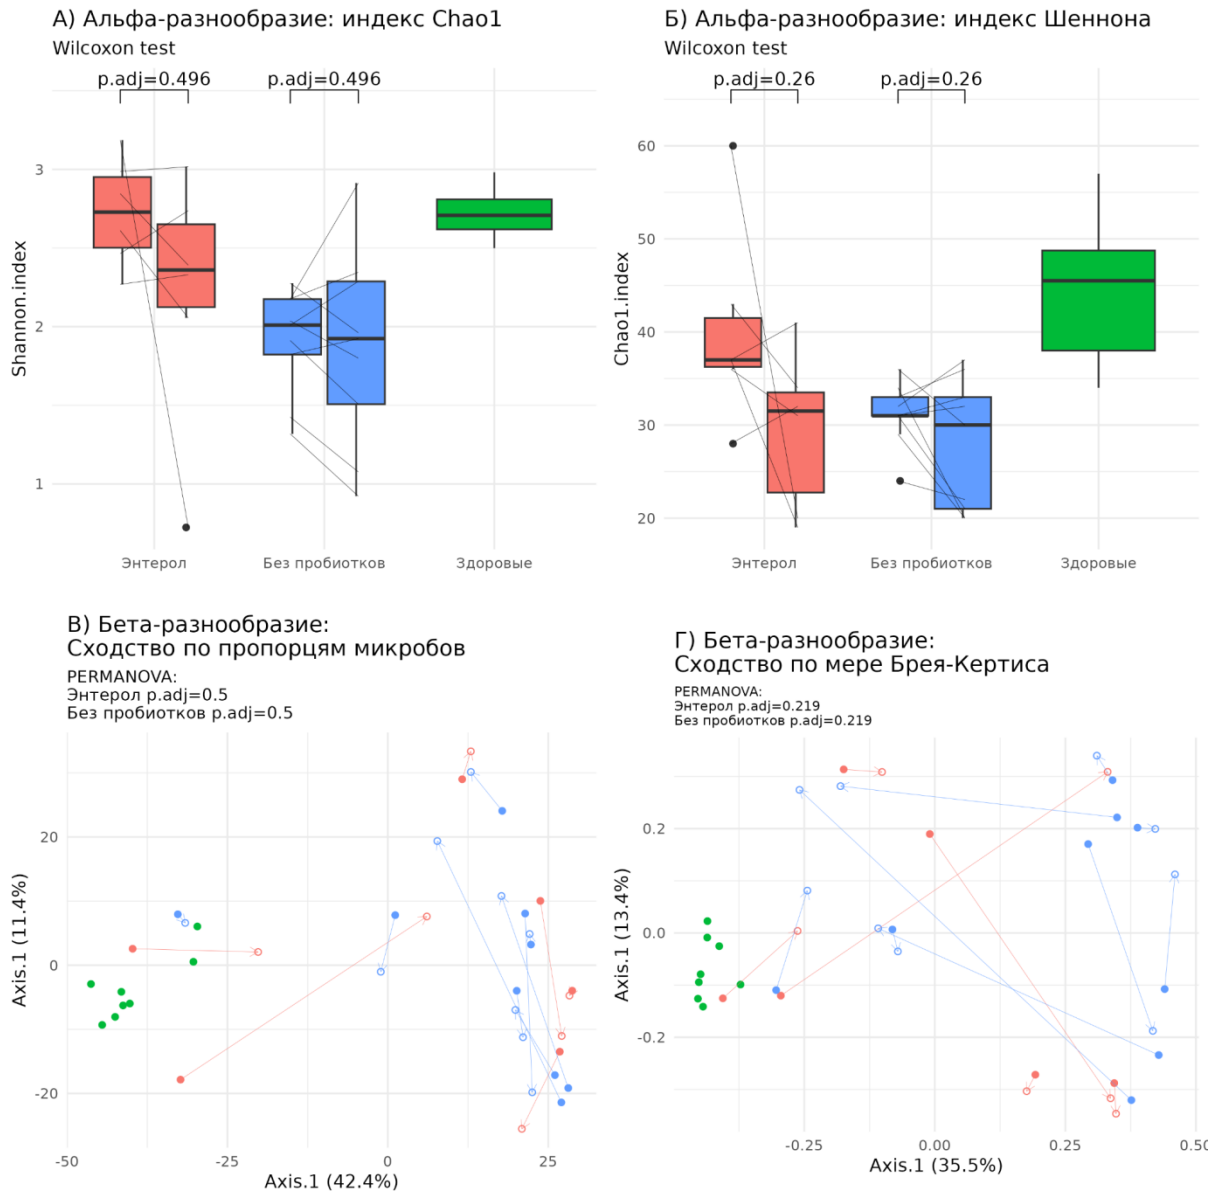 А) Альфа-разнообразие: индекс Chao1
Wilcoxon test
p.adj=0.496
p.adj=0.496
3
2
1
Shannon.index
Энтерол
Без пробиотков
Здоровые
Б) Альфа-разнообразие: индекс Шеннона
Wilcoxon test
p.adj=0.26
p.adj=0.26
60
50
40
30
20
Chao1.index
Энтерол
Без пробиотков
Здоровые
В) Бета-разнообразие:
Сходство по пропорцям микробов
PERMANOVA:
Энтерол p.adj=0.5
Без пробиотков p.adj=0.5
20
0
-20
Axis.1 (11.4%)
-50
-25
0
25
Axis.1 (42.4%)
Г) Бета-разнообразие:
Сходство по мере Брея-Кертиса
PERMANOVA:
Энтерол p.adj=0.219
Без пробиотков p.adj=0.219
0.2
0.0
-0.2
Axis.1 (13.4%)
-0.25
0.00
0.25
0.50
Axis.1 (35.5%)